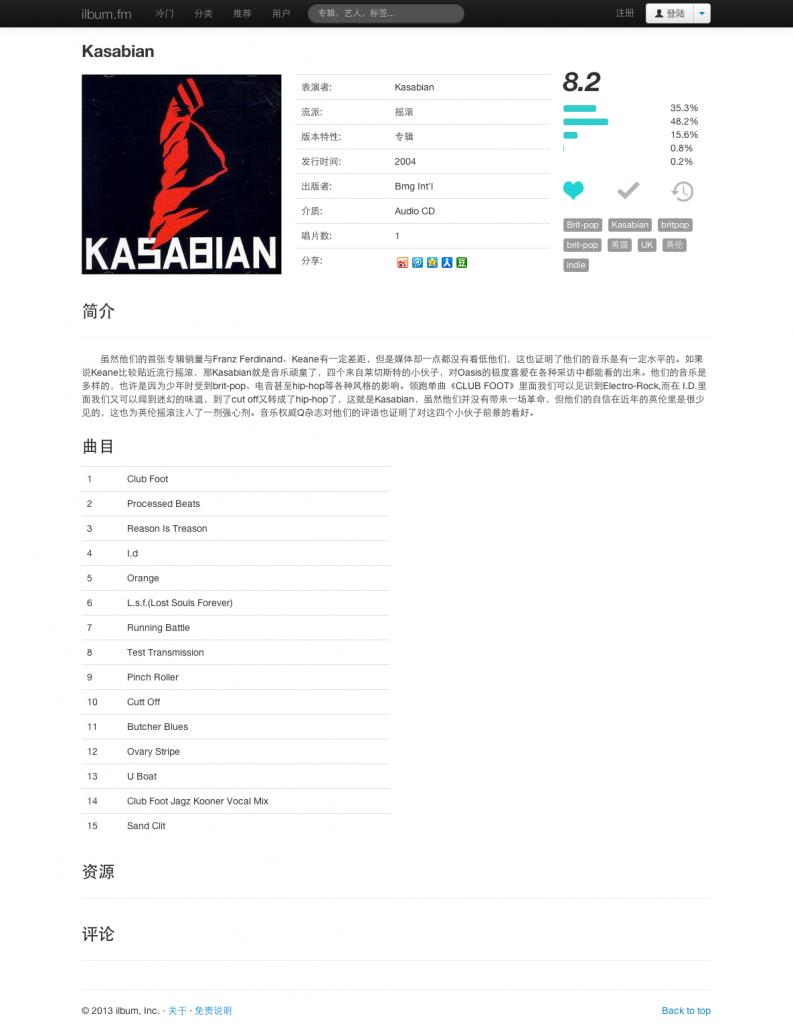 ilbum.fm 冷门 分类 推荐 用户 专辑，艺人，标签... 注册 登陆
Kasabian
KASABIAN
表演者: Kasabian
流派: 摇滚
版本特性: 专辑
发行时间: 2004
出版者: Bmg Int'l
介质: Audio CD
唱片数: 1
分享:
豆
8.2
35.3%
48.2%
15.6%
0.8%
0.2%
Brit-pop Kasabian britpop
brit-pop 英国 UK 英伦
indie
简介
虽然他们的首张专辑销量与Franz Ferdinand、Keane有一定差距，但是媒体却一点都没有看低他们，这也证明了他们的音乐是有一定水平的。如果
说Keane比较贴近流行摇滚，那Kasabian就是音乐顽童了，四个来自莱切斯特的小伙子，对Oasis的极度喜爱在各种采访中都能看的出来。他们的音乐是
多样的，也许是因为少年时受到brit-pop、电音甚至hip-hop等各种风格的影响。领跑单曲《CLUB FOOT》里面我们可以见识到Electro-Rock,而在 I.D.里
面我们又可以闻到迷幻的味道，到了cut off又转成了hip-hop了，这就是Kasabian，虽然他们并没有带来一场革命，但他们的自信在近年的英伦里是很少
见的，这也为英伦摇滚注入了一剂强心剂。音乐权威Q杂志对他们的评语也证明了对这四个小伙子前景的看好。
曲目
1 Club Foot
2 Processed Beats
3 Reason Is Treason
4 I.d
5 Orange
6 L.s.f.(Lost Souls Forever)
7 Running Battle
8 Test Transmission
9 Pinch Roller
10 Cutt Off
11 Butcher Blues
12 Ovary Stripe
13 U Boat
14 Club Foot Jagz Kooner Vocal Mix
15 Sand Clit
资源
评论
© 2013 ilbum, Inc. · 关于 · 免责说明 Back to top